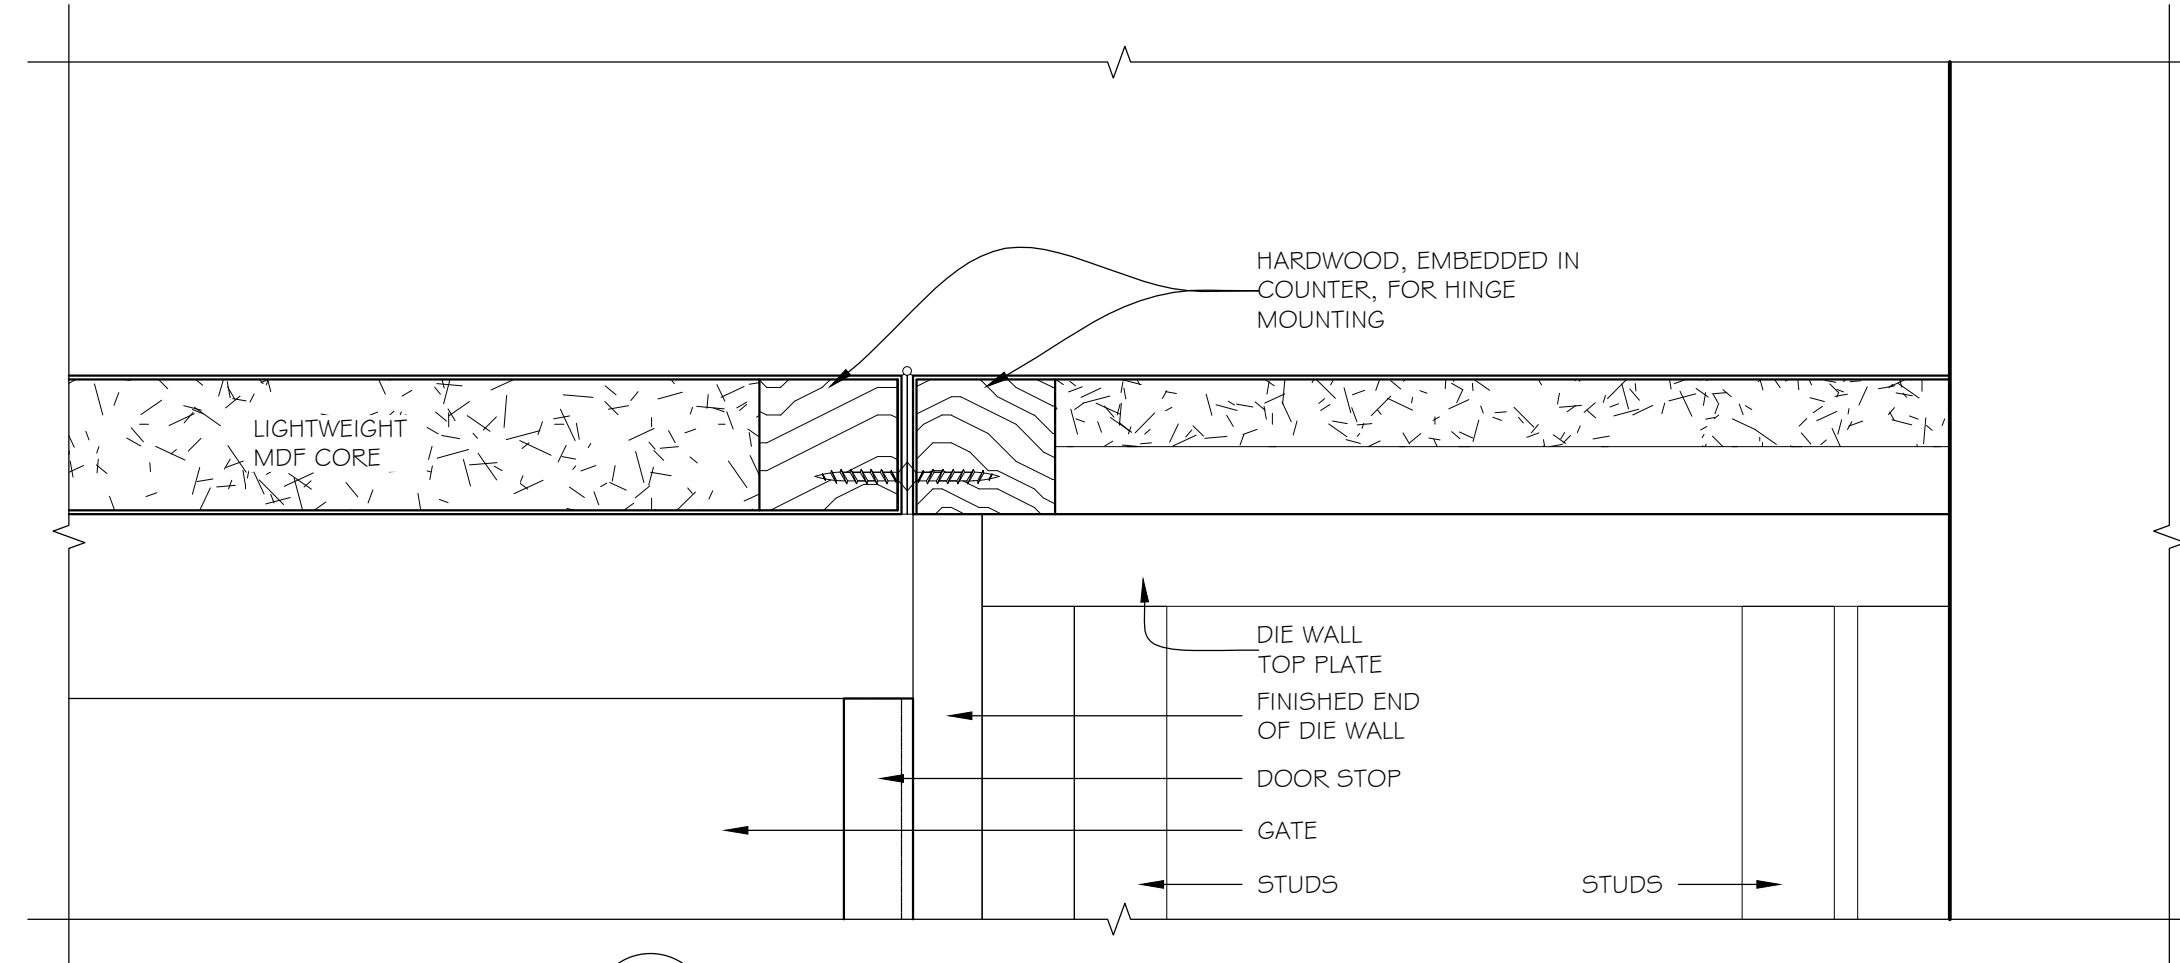 HARDWOOD, EMBEDDED IN
COUNTER, FOR HINGE
MOUNTING
LIGHTWEIGHT
MDF CORE
DIE WALL
TOP PLATE
FINISHED END
OF DIE WALL
DOOR STOP
GATE
STUDS
STUDS